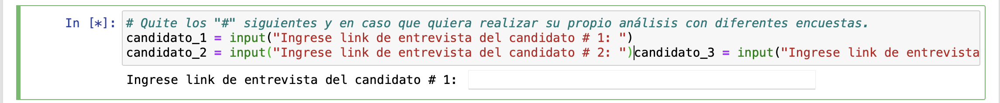 In [*]: # Quite los "#" siguientes y en caso que quiera realizar su propio análisis con diferentes encuestas.
candidato_1 = input("Ingrese link de entrevista del candidato # 1: ")
candidato_2 = input("Ingrese link de entrevista del candidato # 2: ")candidato_3 = input("Ingrese link de entrevista
Ingrese link de entrevista del candidato # 1: